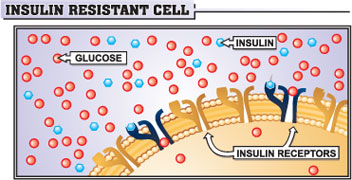 INSULIN RESISTANT CELL
INSULIN
GLUCOSE
INSULIN RECEPTORS